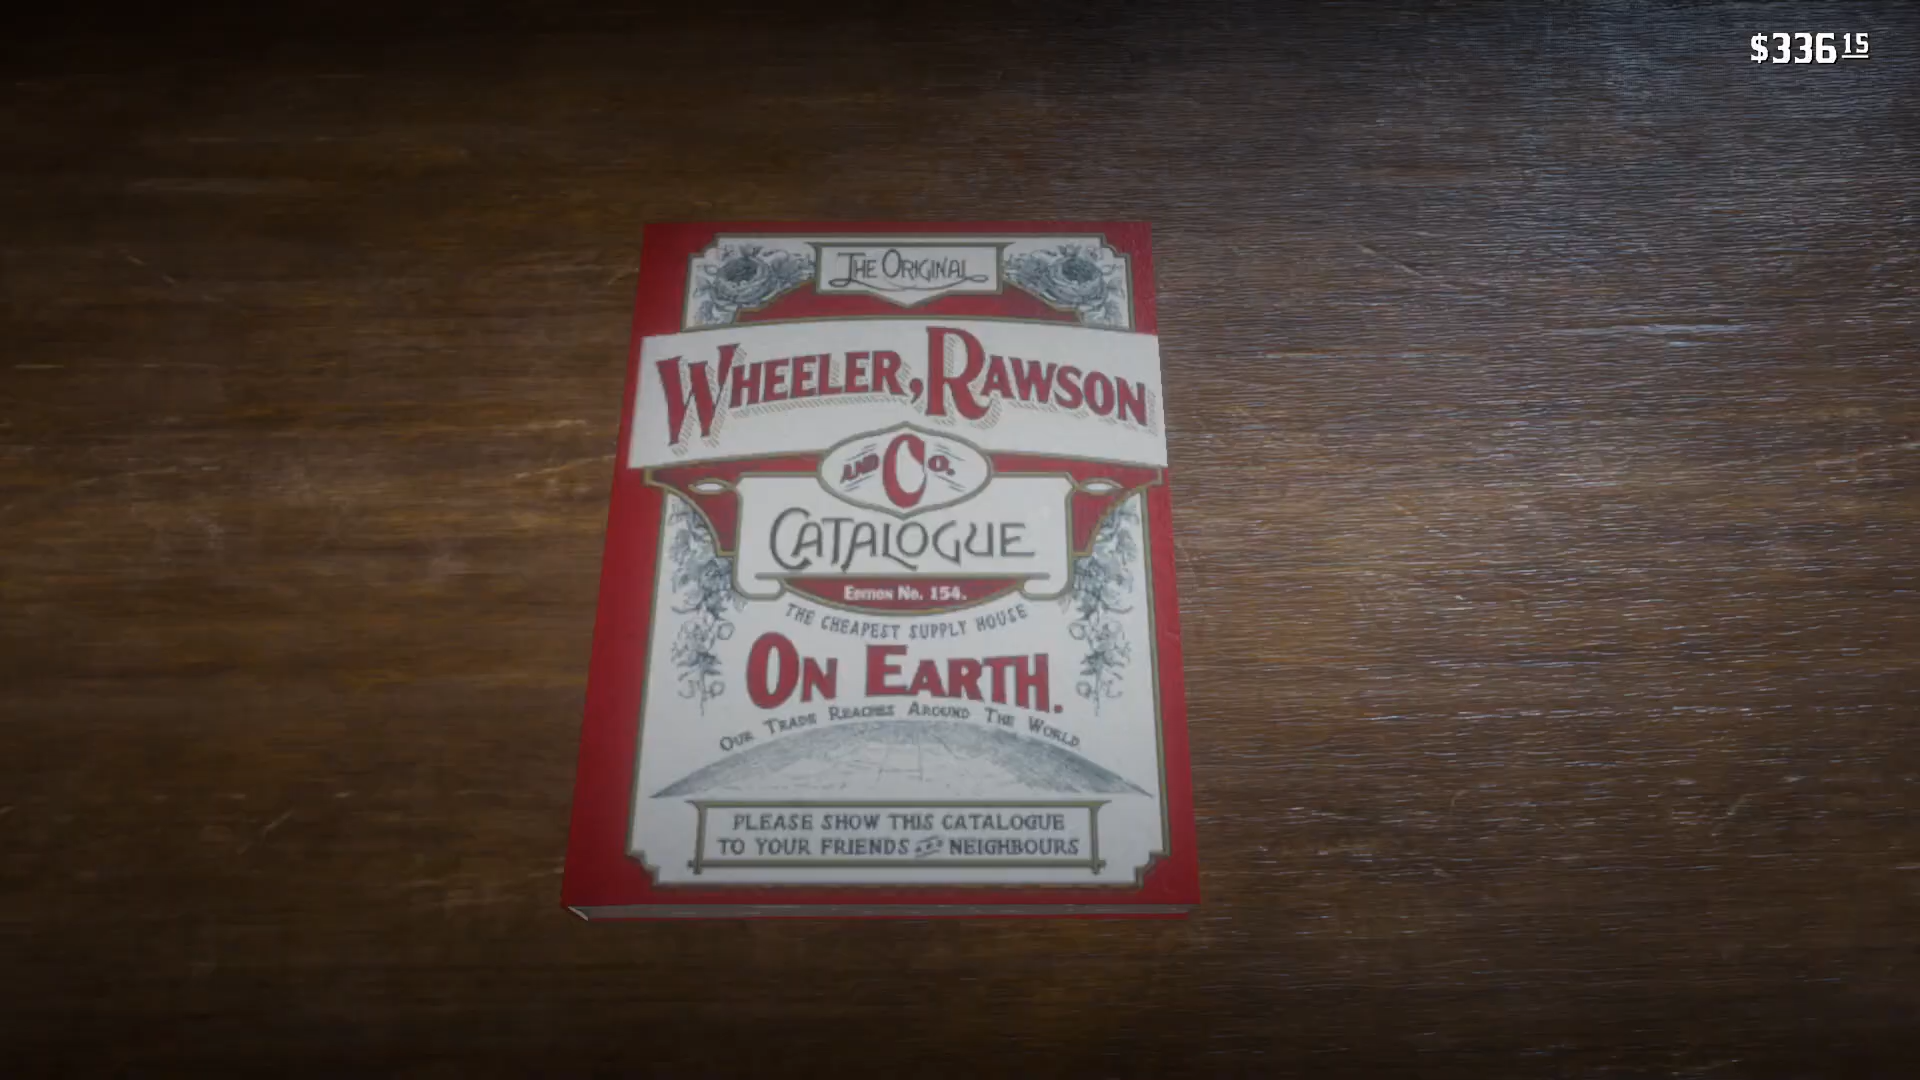 $336 15
THE ORIGINAL
WHEELER, RAWSON
AND CO.
CATALOGUE
EDITION No. 154.
THE CHEAPEST SUPPLY HOUSE
ON EARTH.
OUR TRADE REACHES AROUND THE WORLD
PLEASE SHOW THIS CATALOGUE
TO YOUR FRIENDS AND NEIGHBOURS